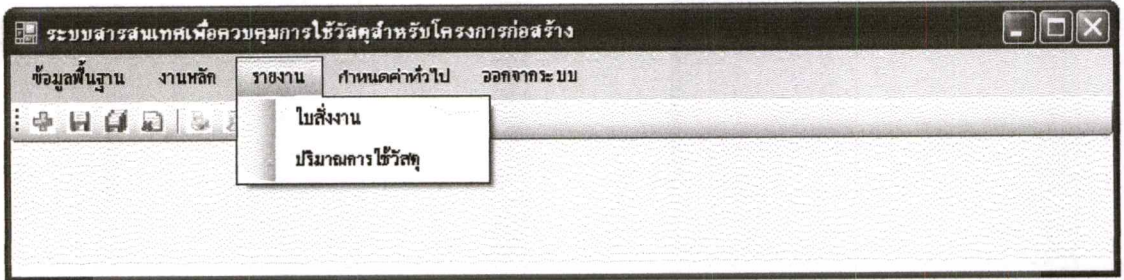 ระบบสารสนเทศเพื่อควบคุมการใช้วัสดุสำหรับโครงการก่อสร้าง
ข้อมูลพื้นฐาน งานหลัก รายงาน กำหนดค่าทั่วไป ออกจากระบบ
ใบสั่งงาน
ปริมาณการใช้วัสดุ